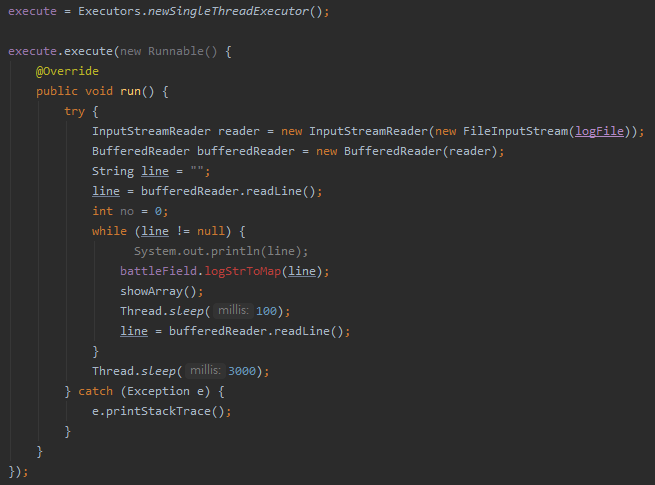 execute = Executors.newSingleThreadExecutor();
execute.execute(new Runnable() {
@Override
public void run() {
try {
InputStreamReader reader = new InputStreamReader(new FileInputStream(logFile));
BufferedReader bufferedReader = new BufferedReader(reader);
String line = "";
line = bufferedReader.readLine();
int no = 0;
while (line != null) {
System.out.println(line);
battleField.logStrToMap(line);
showArray();
Thread.sleep( millis: 100);
line = bufferedReader.readLine();
}
Thread.sleep( millis: 3000);
} catch (Exception e) {
e.printStackTrace();
}
}
});